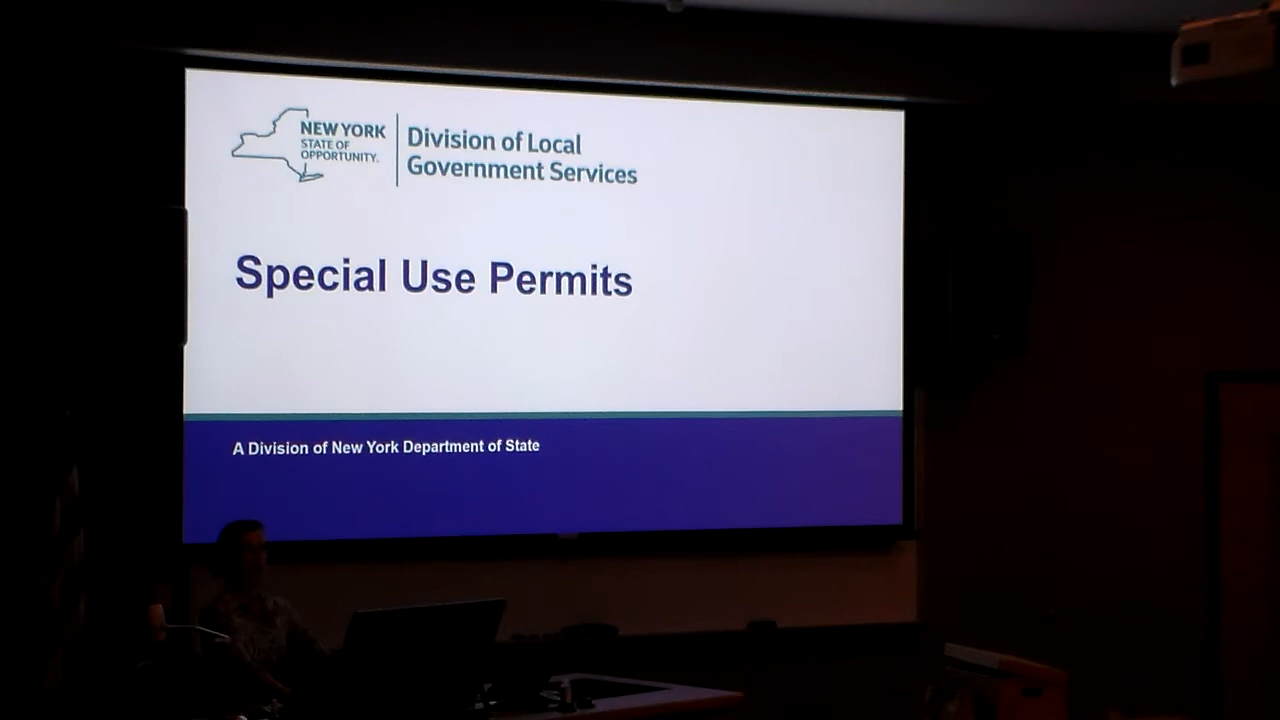 NEW YORK
STATE OF
OPPORTUNITY.
Division of Local
Government Services
Special Use Permits
A Division of New York Department of State